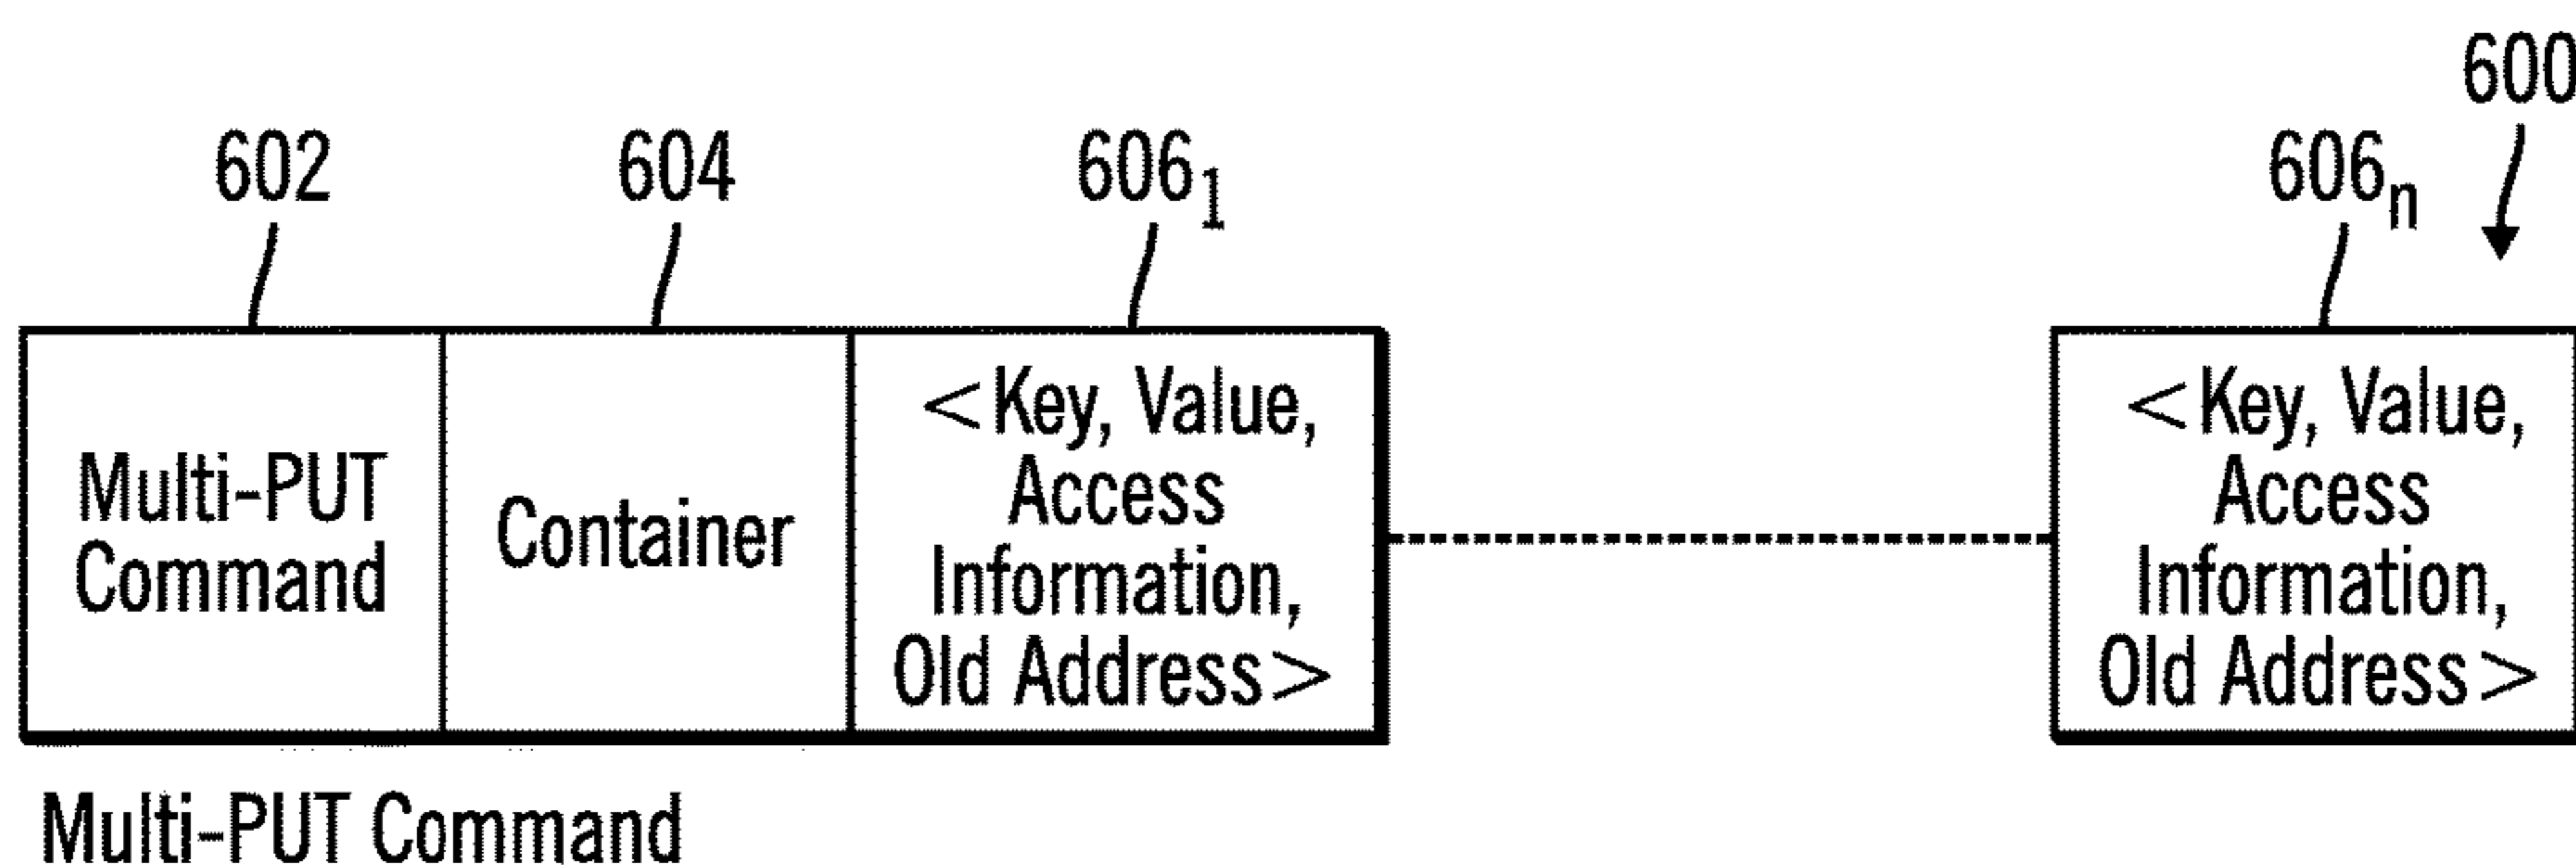 600
602 604 606₁ 606ₙ
Multi-PUT
Command
Container
<Key, Value,
Access
Information,
Old Address>
<Key, Value,
Access
Information,
Old Address>
Multi-PUT Command